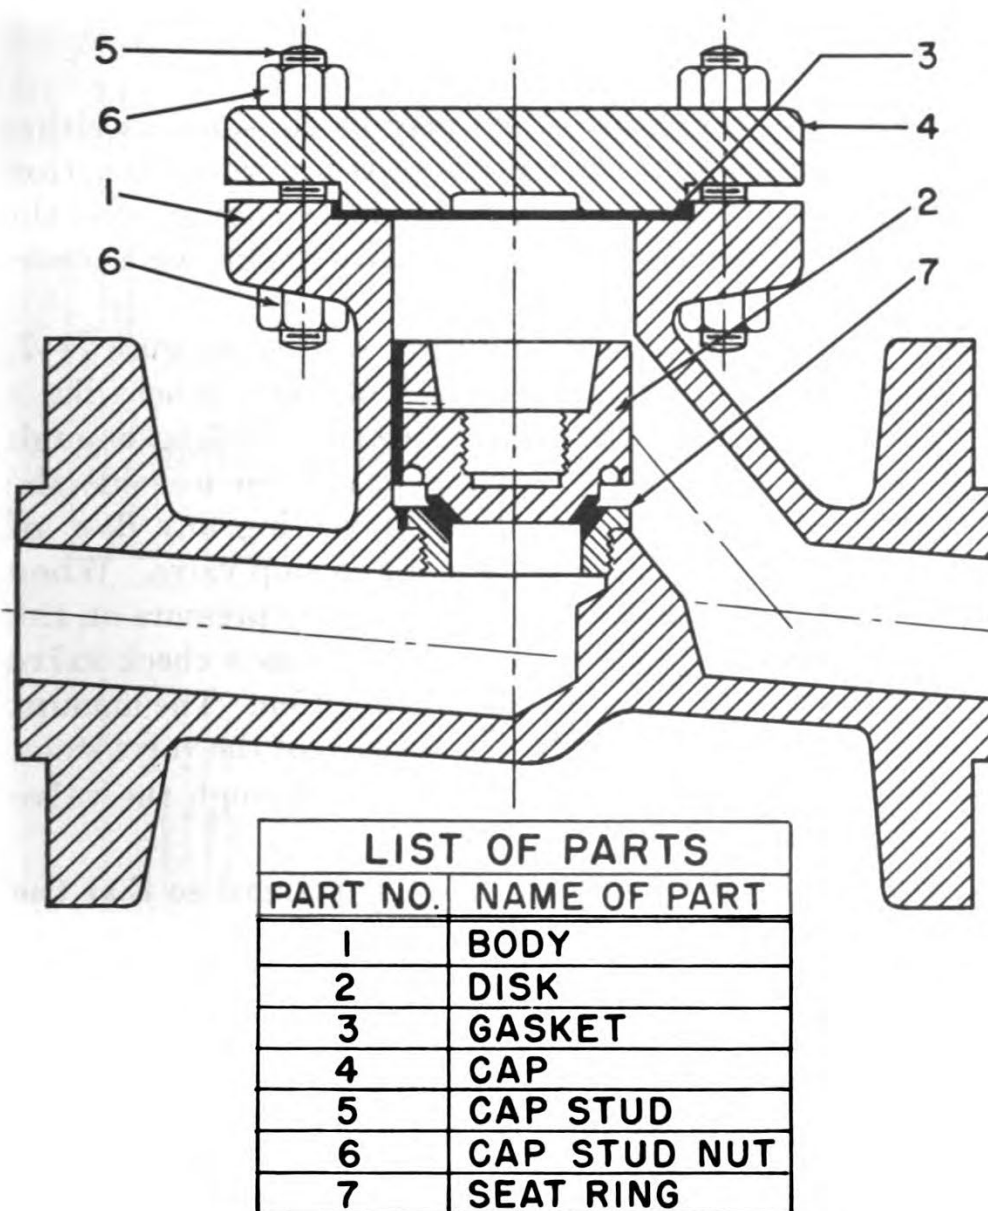 5
3
6
4
1
2
6
7
LIST OF PARTS
PART NO. NAME OF PART
1 BODY
2 DISK
3 GASKET
4 CAP
5 CAP STUD
6 CAP STUD NUT
7 SEAT RING